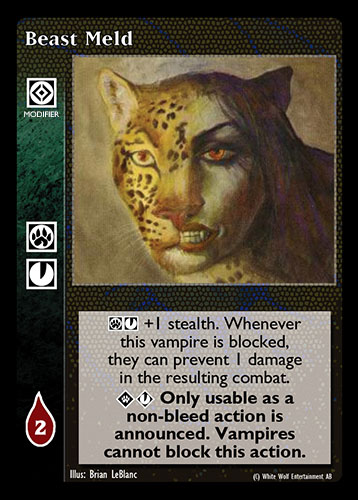 Beast Meld
MODIFIER
+1 stealth. Whenever
this vampire is blocked,
they can prevent 1 damage
in the resulting combat.
Only usable as a
non-bleed action is
announced. Vampires
cannot block this action.
2
Illus: Brian LeBlanc
(C) White Wolf Entertainment AB